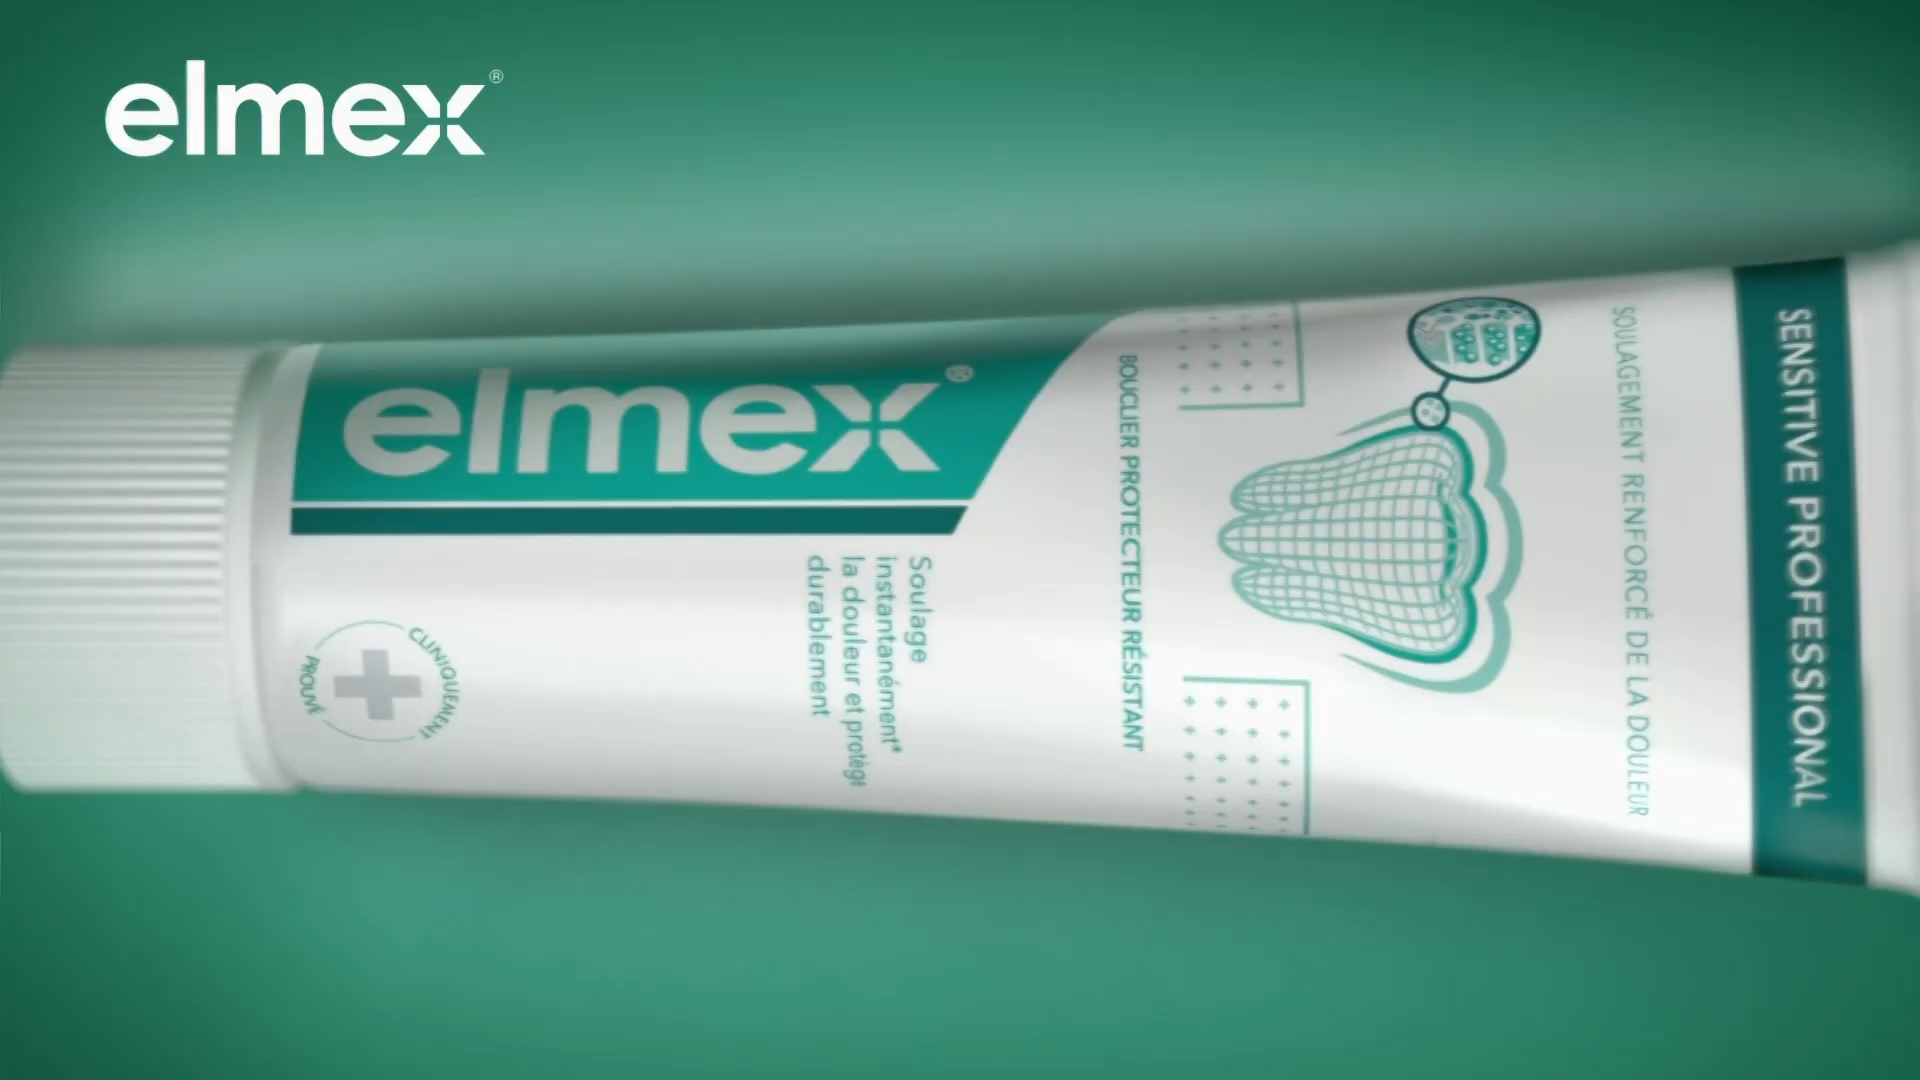 elmex®
elmex®
CLINIQUEMENT
PROUVÉ
Soulage
instantanément*
la douleur et protège
durablement
BOUCLIER PROTECTEUR RÉSISTANT
SOULAGEMENT RENFORCÉ DE LA DOULEUR
SENSITIVE PROFESSIONAL